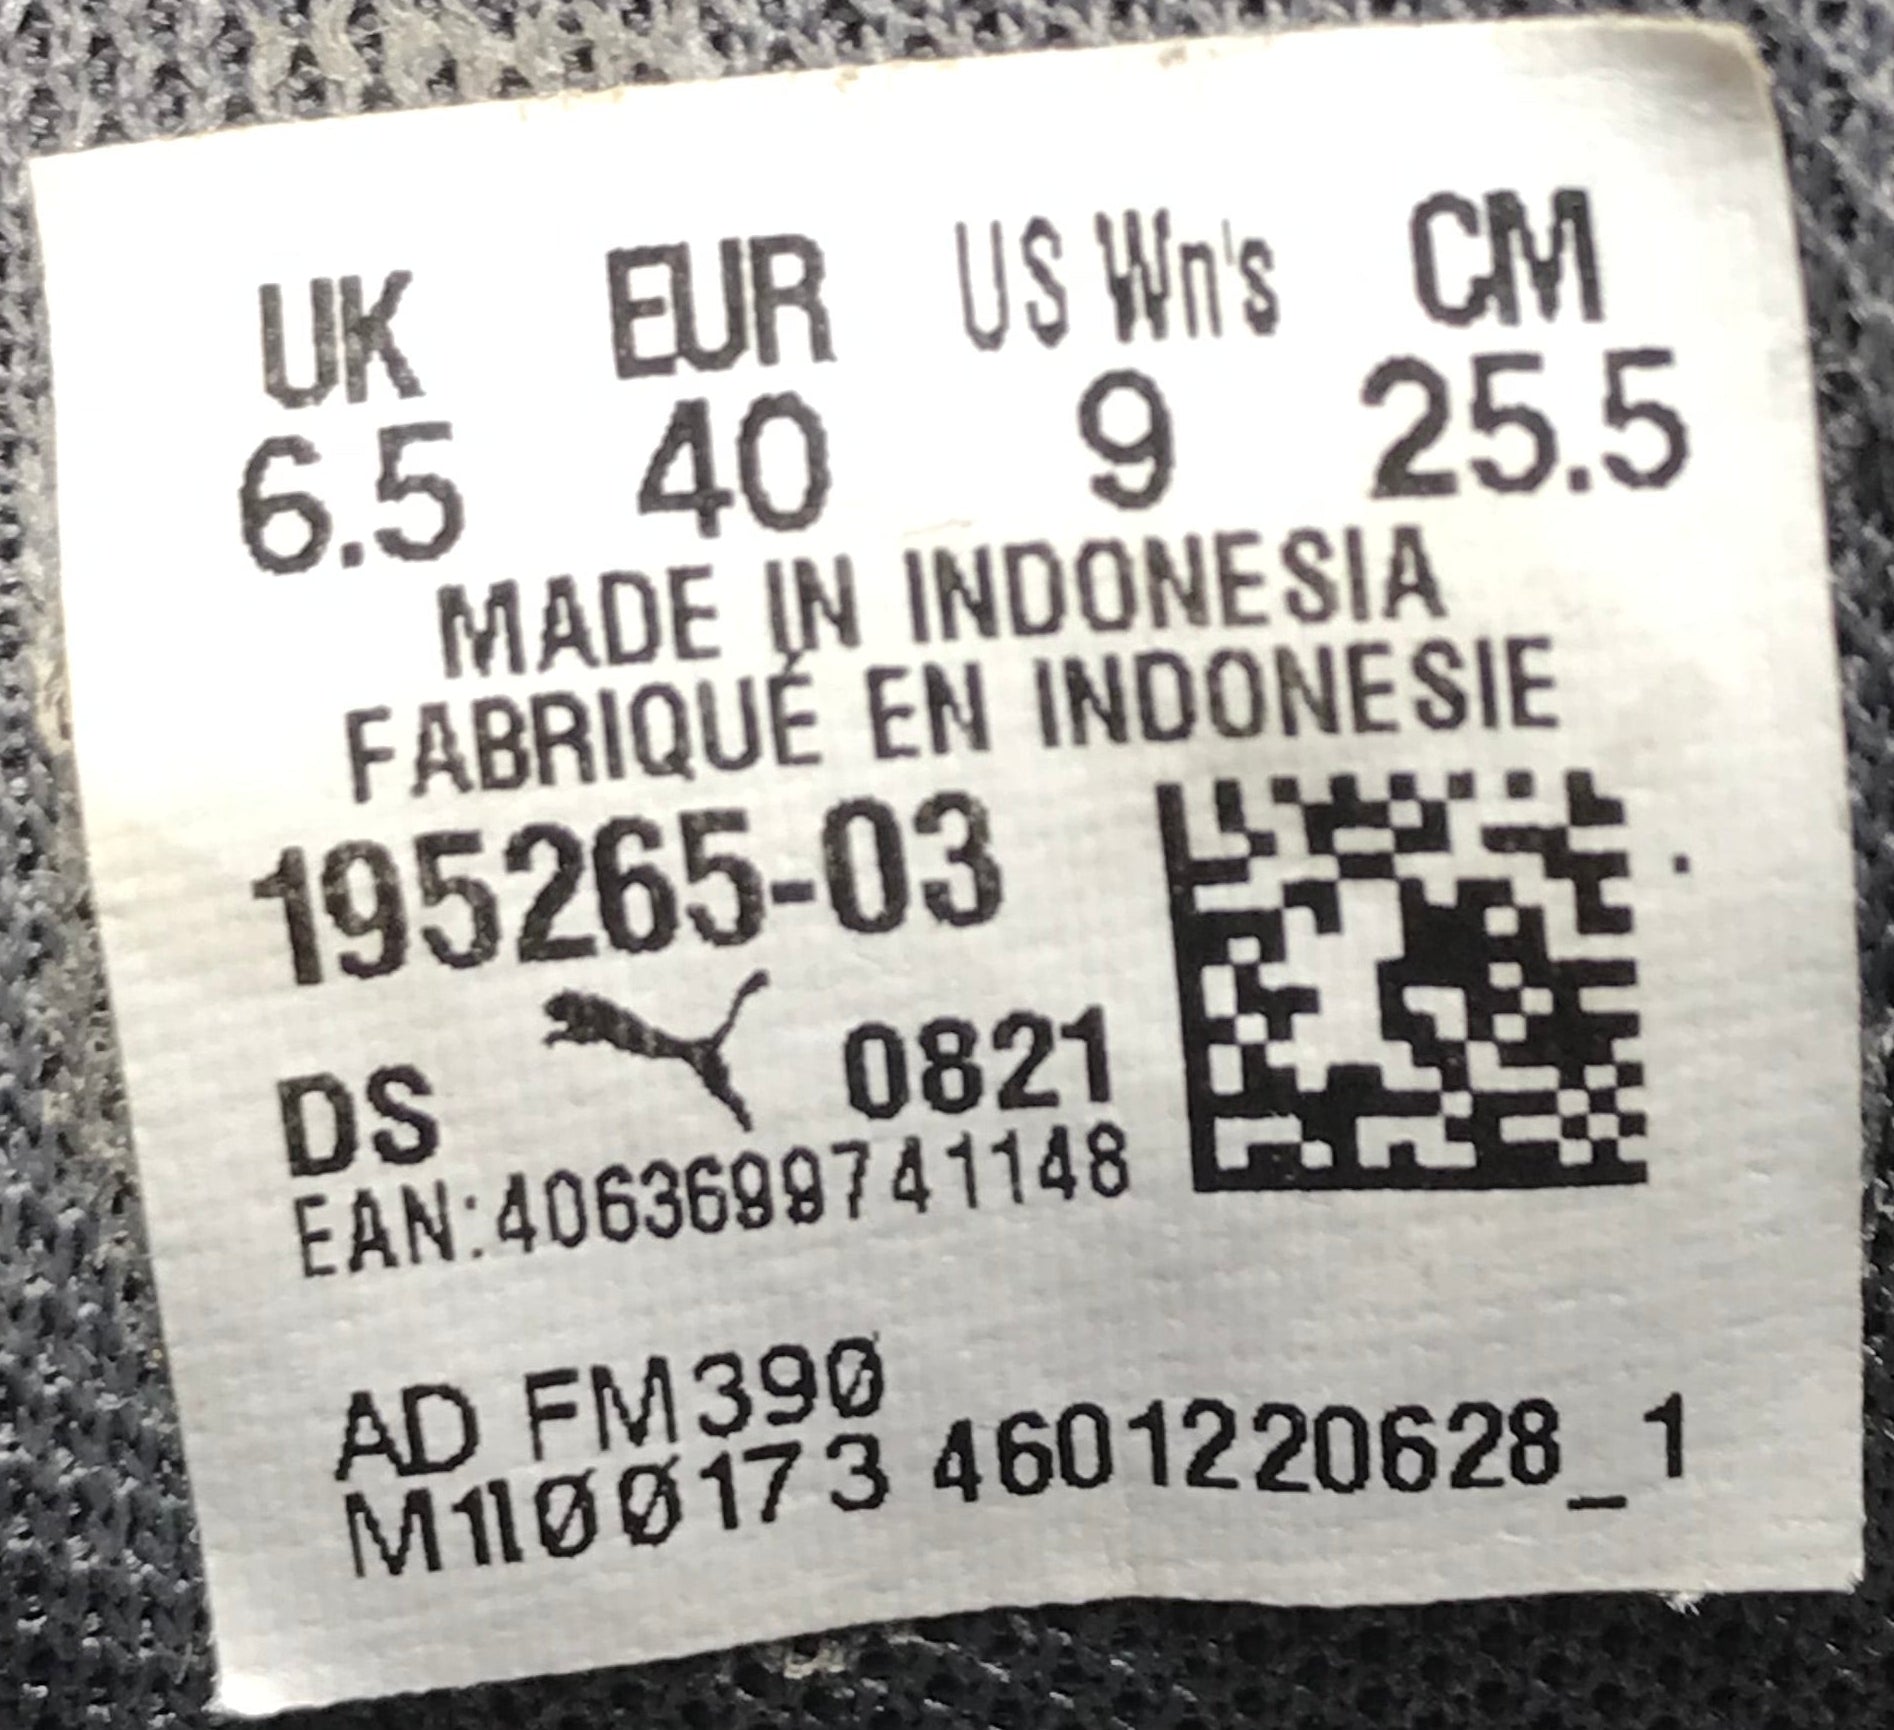 UK EUR US Wn's CM
6.5 40 9 25.5
MADE IN INDONESIA
FABRIQUÉ EN INDONESIE
195265-03
DS 0821
EAN:4063699741148
AD FM390
M1100173 4601220628_1